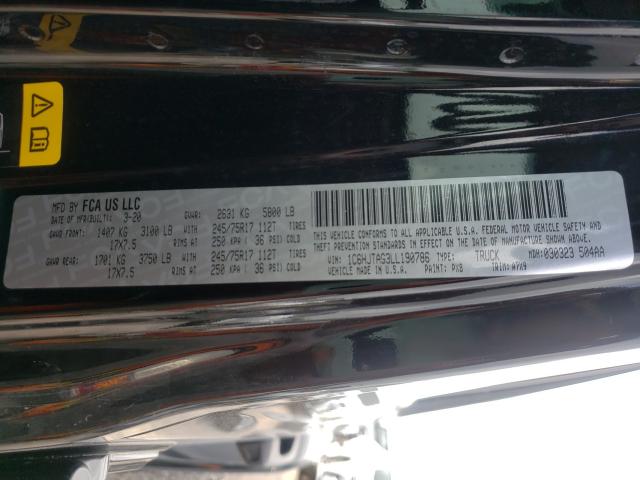 MFD BY FCA US LLC
DATE OF MFR/BUILT: 3-20 GVWR: 2631 KG 5800 LB
GAWR FRONT: 1407 KG 3100 LB WITH 245/75R17 112T TIRES
17X7.5 RIMS AT 250 KPA ( 36 PSI) COLD
GAWR REAR: 1701 KG 3750 LB WITH 245/75R17 112T TIRES
17X7.5 RIMS AT 250 KPA ( 36 PSI) COLD
THIS VEHICLE CONFORMS TO ALL APPLICABLE U.S.A. FEDERAL MOTOR VEHICLE SAFETY
AND THEFT PREVENTION STANDARDS IN EFFECT ON THE DATE OF MANUFACTURE SHOWN ABOVE.
VIN: 1C6HJTAG3LL190786 TYPE: TRUCK MDH: 030323 504AA
VEHICLE MADE IN U.S.A. PAINT: PX8 TRIM: A7X9